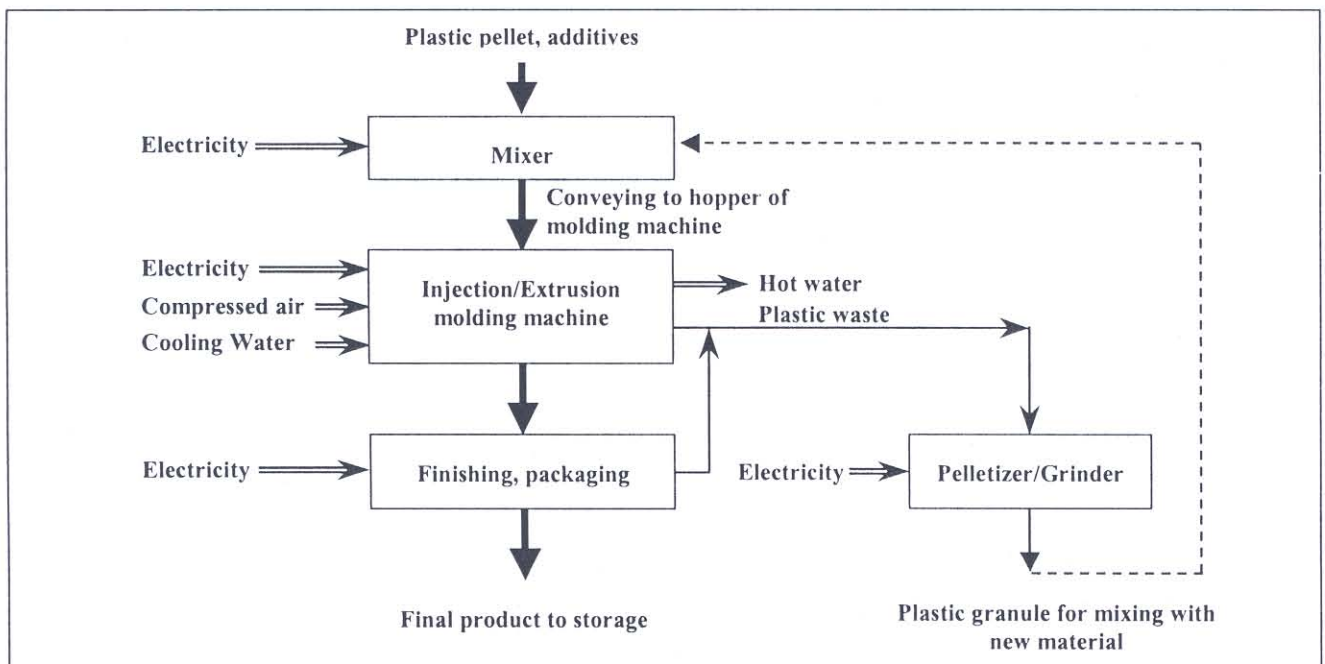 Plastic pellet, additives
Electricity
Mixer
Conveying to hopper of
molding machine
Electricity
Compressed air
Cooling Water
Injection/Extrusion
molding machine
Hot water
Plastic waste
Electricity
Finishing, packaging
Electricity
Pelletizer/Grinder
Final product to storage
Plastic granule for mixing with
new material